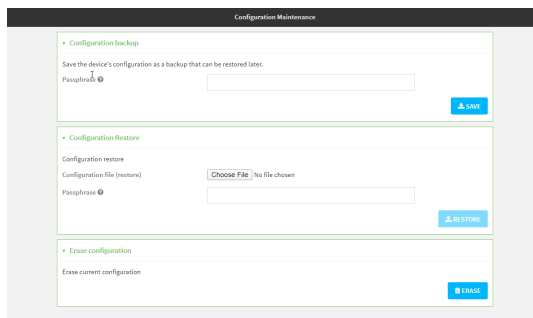 Configuration Maintenance
Configuration backup
Save the device's configuration as a backup that can be restored later.
Passphrase
SAVE
Configuration Restore
Configuration restore
Configuration file (restore)
Choose File No file chosen
Passphrase
RESTORE
Erase configuration
Erase current configuration
ERASE